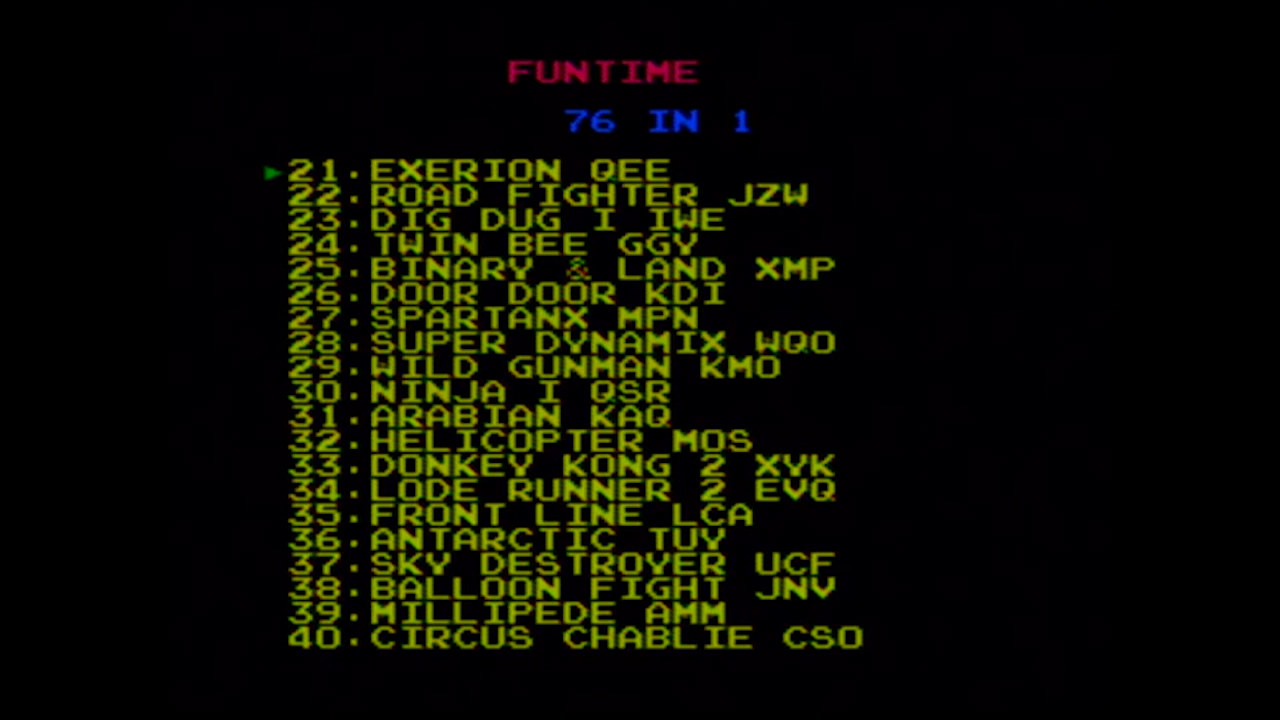 FUNTIME
76 IN 1
21.EXERION QEE
22.ROAD FIGHTER JZW
23.DIG DUG I IWE
24.TWIN BEE GGY
25.BINARY & LAND XMP
26.DOOR DOOR KDI
27.SPARTANX MPN
28.SUPER DYNAMIX WQO
29.WILD GUNMAN KMO
30.NINJA I QSR
31.ARABIAN KAQ
32.HELICOPTER MOS
33.DONKEY KONG 2 XYK
34.LODE RUNNER 2 EVQ
35.FRONT LINE LCA
36.ANTARCTIC TUY
37.SKY DESTROYER UCF
38.BALLOON FIGHT JNV
39.MILLIPEDE AMM
40.CIRCUS CHABLIE CSO